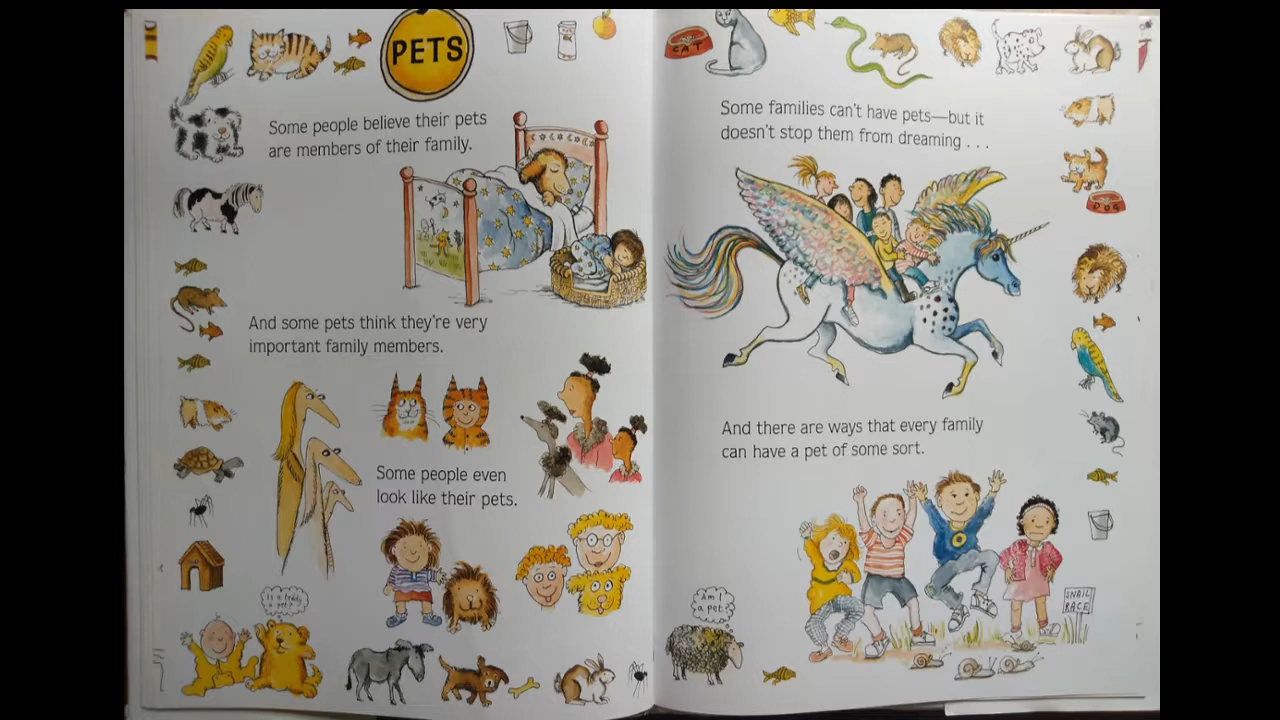 PETS
Some people believe their pets
are members of their family.
And some pets think they're very
important family members.
Some people even
look like their pets.
Is a teddy
a pet?
CAT
Some families can't have pets—but it
doesn't stop them from dreaming . . .
DOG
And there are ways that every family
can have a pet of some sort.
Am I
a pet?
SNAIL
RACE